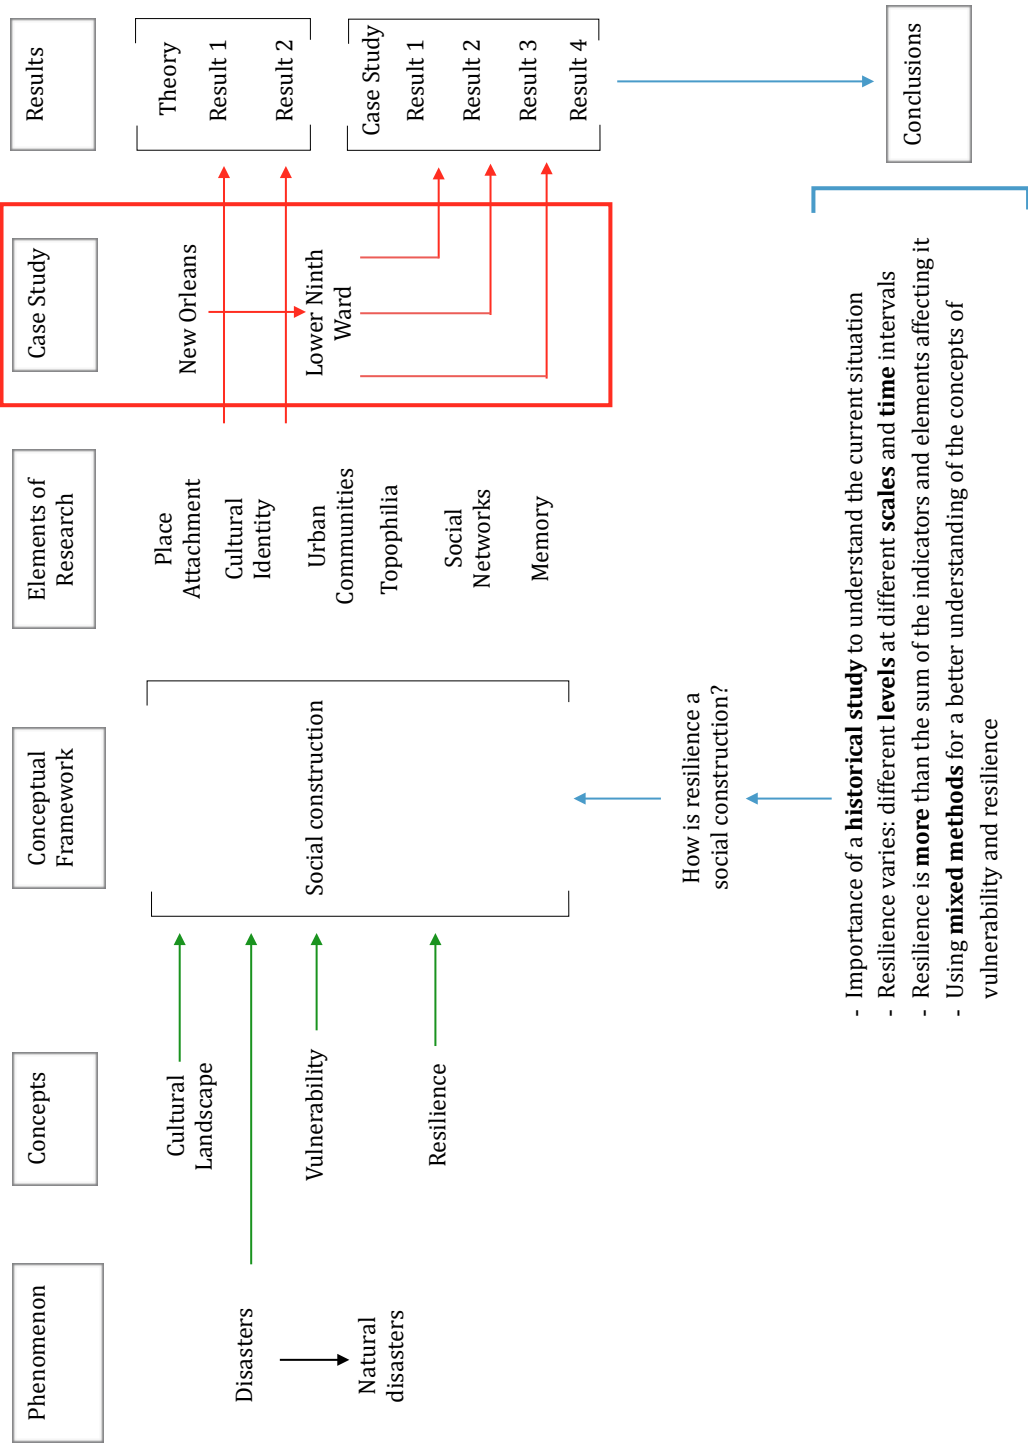 Phenomenon
Concepts
Conceptual
Framework
Elements of
Research
Case Study
Results
Disasters
Natural
disasters
Cultural
Landscape
Vulnerability
Resilience
Social construction
How is resilience a
social construction?
Place
Attachment
Cultural
Identity
Urban
Communities
Topophilia
Social
Networks
Memory
New Orleans
Lower Ninth
Ward
Theory
Result 1
Result 2
Case Study
Result 1
Result 2
Result 3
Result 4
- Importance of a historical study to understand the current situation
- Resilience varies: different levels at different scales and time intervals
- Resilience is more than the sum of the indicators and elements affecting it
- Using mixed methods for a better understanding of the concepts of
vulnerability and resilience
Conclusions